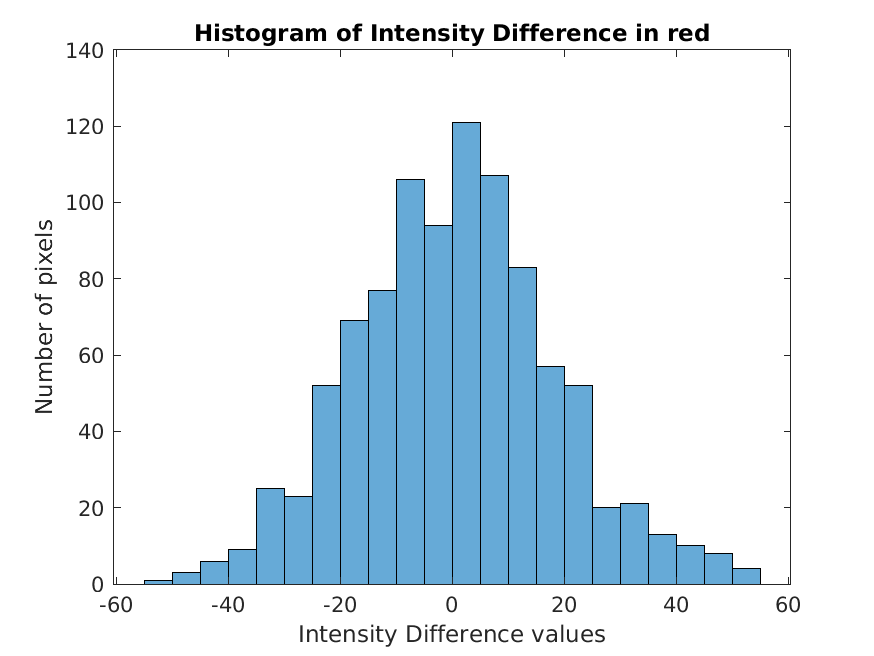 Histogram of Intensity Difference in red
140
120
100
80
60
40
20
0
Number of pixels
-60 -40 -20 0 20 40 60
Intensity Difference values